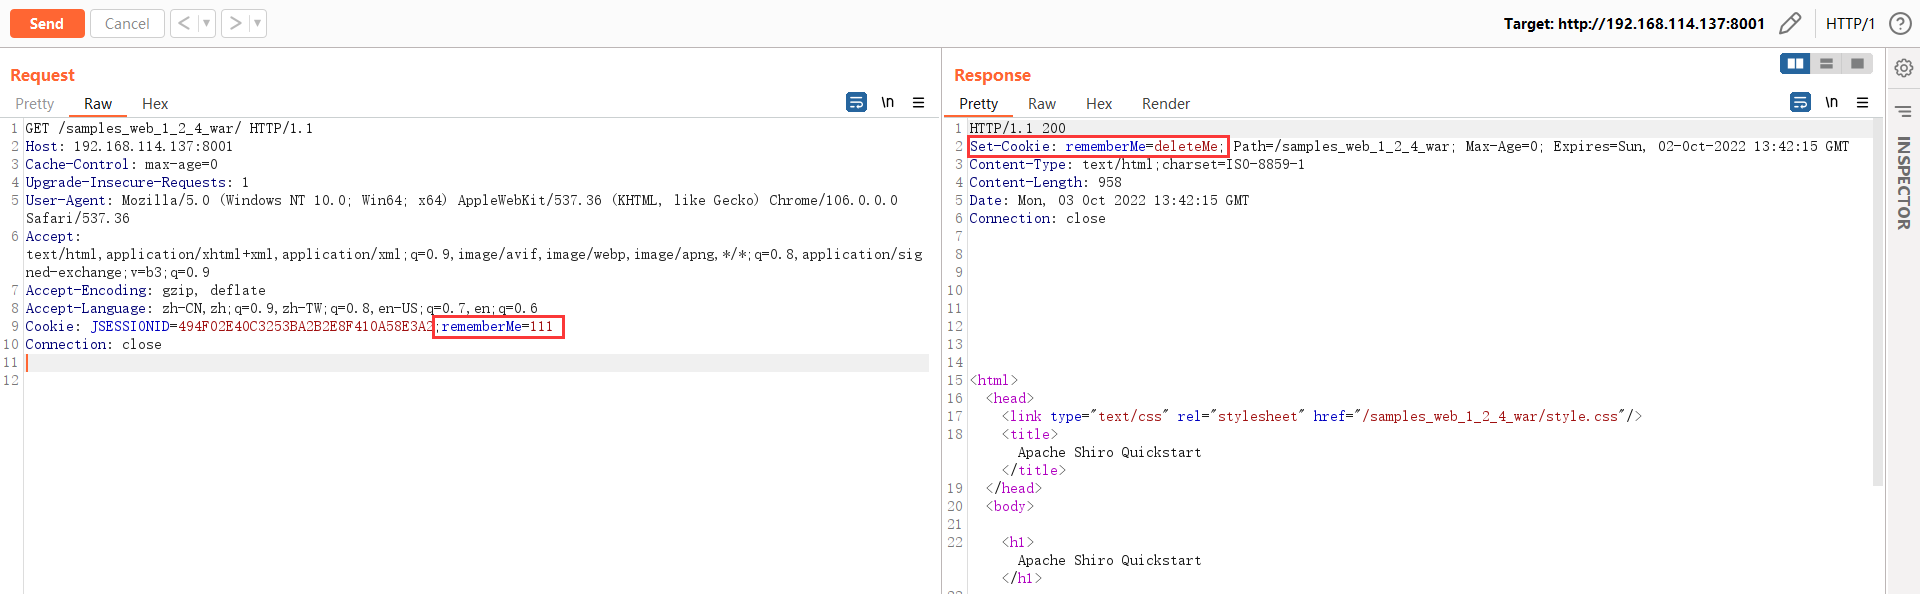 Send
Cancel
<
>
Target: http://192.168.114.137:8001
HTTP/1
?
Request
Pretty
Raw
Hex
\n
1 GET /samples_web_1_2_4_war/ HTTP/1.1
2 Host: 192.168.114.137:8001
3 Cache-Control: max-age=0
4 Upgrade-Insecure-Requests: 1
5 User-Agent: Mozilla/5.0 (Windows NT 10.0; Win64; x64) AppleWebKit/537.36 (KHTML, like Gecko) Chrome/106.0.0.0
Safari/537.36
6 Accept:
text/html,application/xhtml+xml,application/xml;q=0.9,image/avif,image/webp,image/apng,*/*;q=0.8,application/sig
ned-exchange;v=b3;q=0.9
7 Accept-Encoding: gzip, deflate
8 Accept-Language: zh-CN,zh;q=0.9,zh-TW;q=0.8,en-US;q=0.7,en;q=0.6
9 Cookie: JSESSIONID=494F02E40C3253BA2B2E8F410A58E3A2;rememberMe=111
10 Connection: close
11
12
Response
Pretty
Raw
Hex
Render
\n
1 HTTP/1.1 200
2 Set-Cookie: rememberMe=deleteMe; Path=/samples_web_1_2_4_war; Max-Age=0; Expires=Sun, 02-Oct-2022 13:42:15 GMT
3 Content-Type: text/html;charset=ISO-8859-1
4 Content-Length: 958
5 Date: Mon, 03 Oct 2022 13:42:15 GMT
6 Connection: close
7
8
9
10
11
12
13
14
15 <html>
16 <head>
17 <link type="text/css" rel="stylesheet" href="/samples_web_1_2_4_war/style.css"/>
18 <title>
Apache Shiro Quickstart
</title>
19 </head>
20 <body>
21
22 <h1>
Apache Shiro Quickstart
</h1>
INSPECTOR